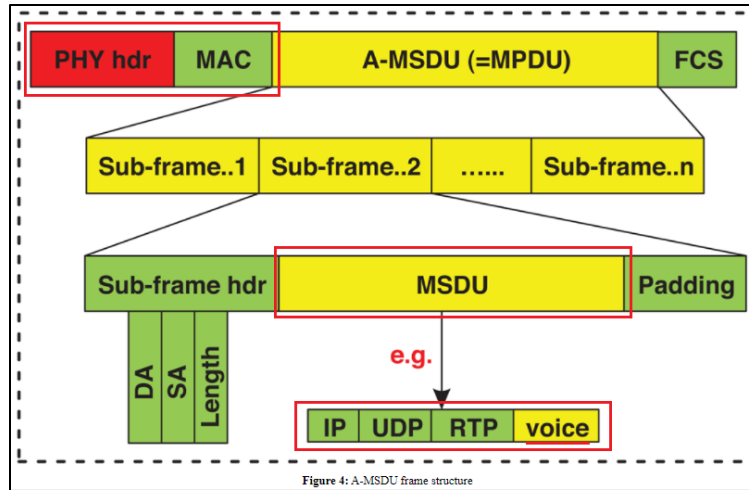 PHY hdr MAC A-MSDU (=MPDU) FCS
Sub-frame..1 Sub-frame..2 ...... Sub-frame..n
Sub-frame hdr MSDU Padding
DA SA Length
e.g.
IP UDP RTP voice
Figure 4: A-MSDU frame structure